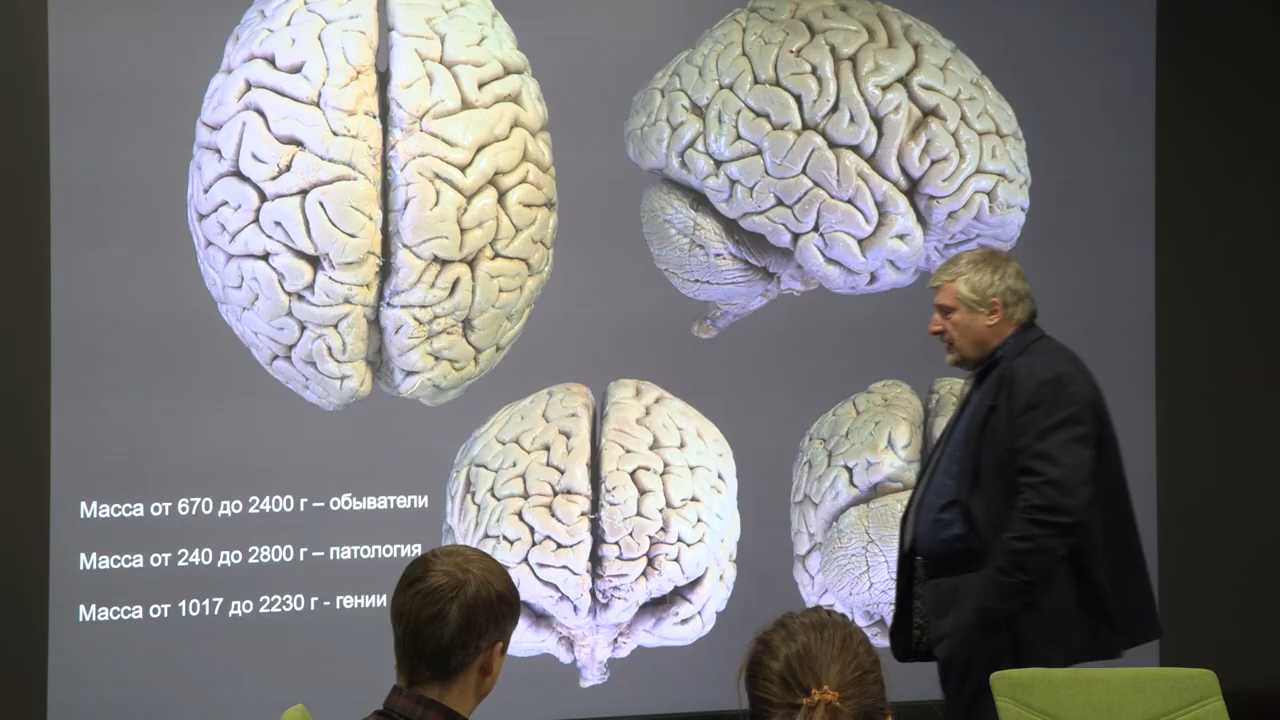 Масса от 670 до 2400 г – обыватели
Масса от 240 до 2800 г – патология
Масса от 1017 до 2230 г - гении